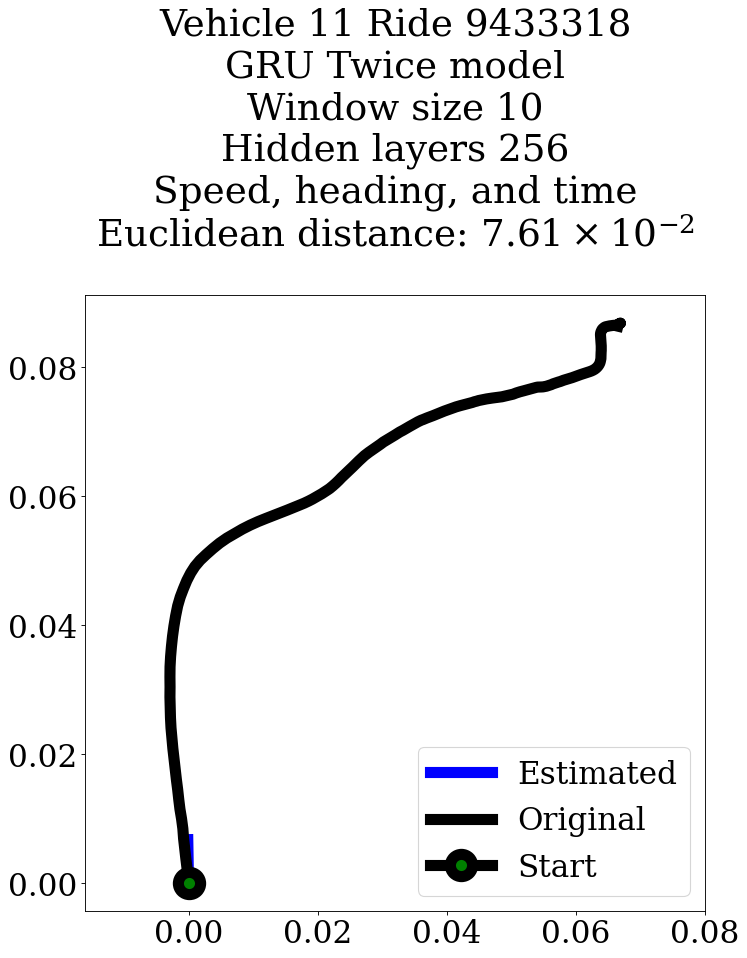 Vehicle 11 Ride 9433318
GRU Twice model
Window size 10
Hidden layers 256
Speed, heading, and time
Euclidean distance: 7.61 × 10⁻²
0.08
0.06
0.04
0.02
0.00
Estimated
Original
Start
0.00 0.02 0.04 0.06 0.08